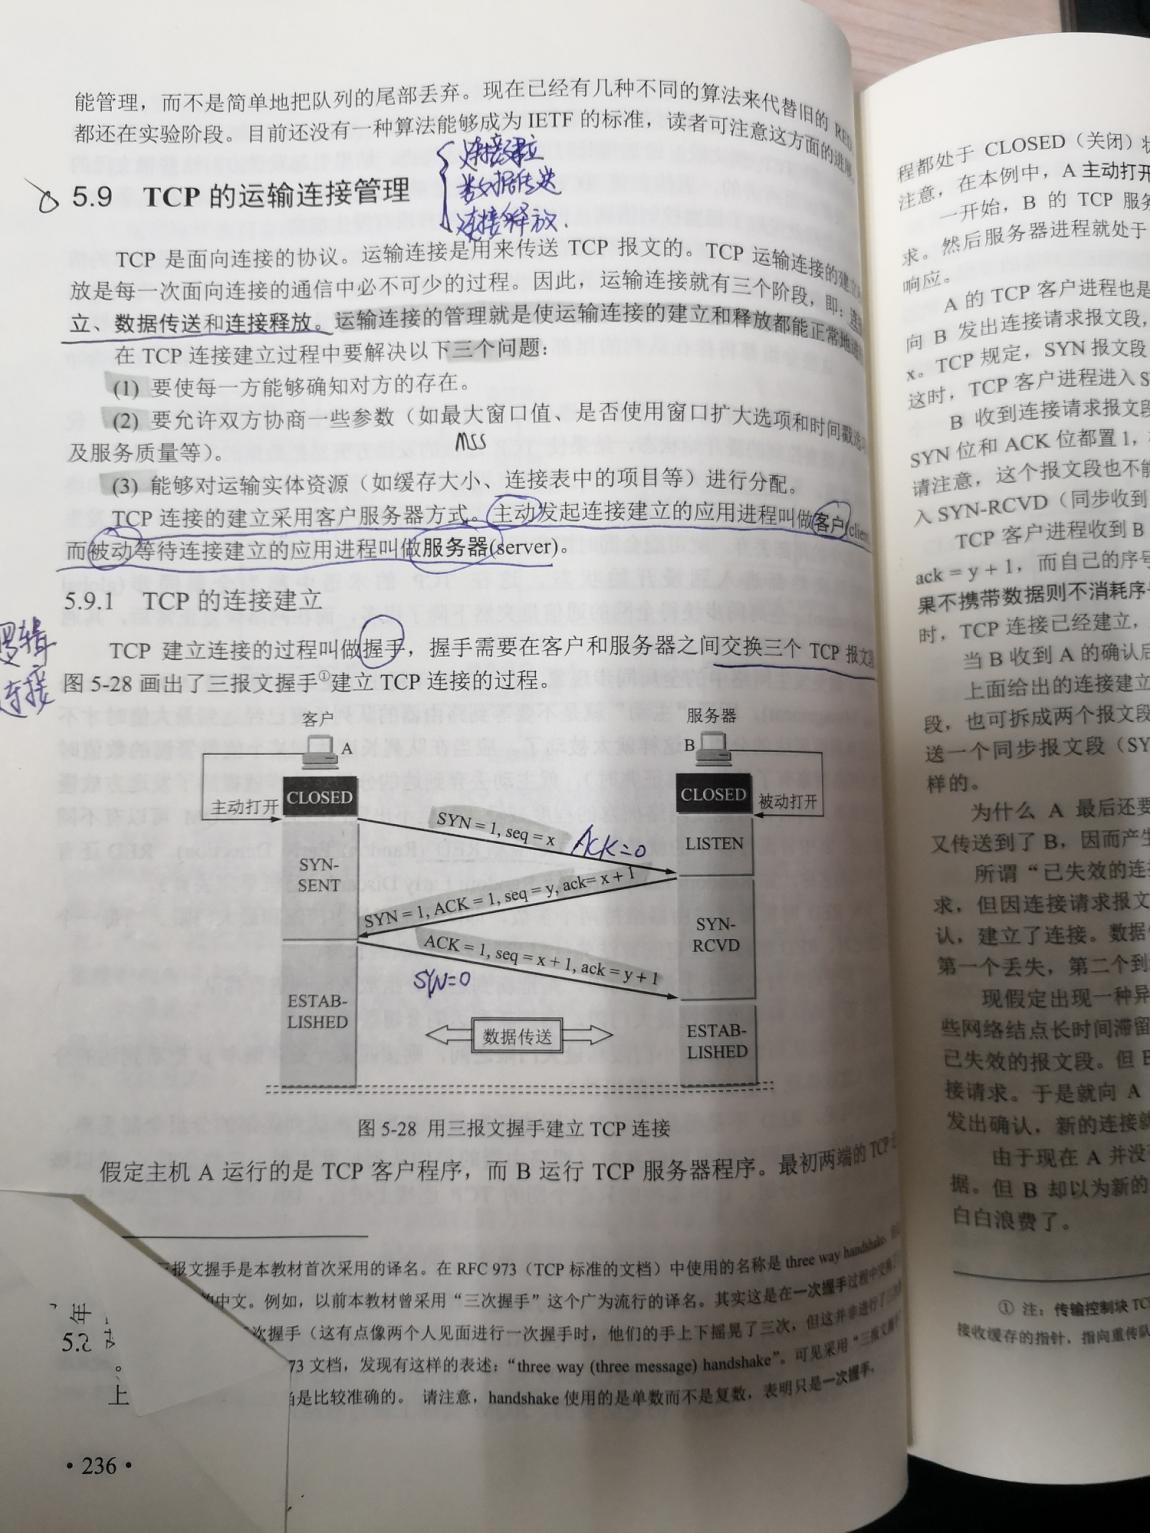 能管理，而不是简单地把队列的尾部丢弃。现在已经有几种不同的算法来代替旧的 RED
都还在实验阶段。目前还没有一种算法能够成为 IETF 的标准，读者可注意这方面的进展。
5.9 TCP 的运输连接管理
连接建立
数据传送
连接释放.
TCP 是面向连接的协议。运输连接是用来传送 TCP 报文的。TCP 运输连接的建立
放是每一次面向连接的通信中必不可少的过程。因此，运输连接就有三个阶段，即：连接
立、数据传送和连接释放。运输连接的管理就是使运输连接的建立和释放都能正常地进
在 TCP 连接建立过程中要解决以下三个问题：
(1) 要使每一方能够确知对方的存在。
(2) 要允许双方协商一些参数（如最大窗口值、是否使用窗口扩大选项和时间戳选
MSS
及服务质量等）。
(3) 能够对运输实体资源（如缓存大小、连接表中的项目等）进行分配。
TCP 连接的建立采用客户服务器方式。主动发起连接建立的应用进程叫做客户(client
而被动等待连接建立的应用进程叫做服务器(server)。
5.9.1 TCP 的连接建立
逻辑
连接
TCP 建立连接的过程叫做握手，握手需要在客户和服务器之间交换三个 TCP 报文
图 5-28 画出了三报文握手①建立 TCP 连接的过程。
客户 服务器
A B
主动打开 CLOSED CLOSED 被动打开
SYN = 1, seq = x ACK=0
LISTEN
SYN-
SENT
SYN = 1, ACK = 1, seq = y, ack= x + 1
SYN-
RCVD
ACK = 1, seq = x + 1, ack = y + 1
SYN=0
ESTAB-
LISHED
数据传送
ESTAB-
LISHED
图 5-28 用三报文握手建立 TCP 连接
假定主机 A 运行的是 TCP 客户程序，而 B 运行 TCP 服务器程序。最初两端的 TCP
三报文握手是本教材首次采用的译名。在 RFC 973（TCP 标准的文档）中使用的名称是 three way handshake
中文。例如，以前本教材曾采用“三次握手”这个广为流行的译名。其实这是在一次握手过程中交换
次握手（这有点像两个人见面进行一次握手时，他们的手上下摇晃了三次，但这并非进行了三次
73 文档，发现有这样的表述：“three way (three message) handshake”。可见采用“三报文
是比较准确的。 请注意，handshake 使用的是单数而不是复数，表明只是一次握手。
年
5.2
。
上
·236·
程都处于 CLOSED（关闭）状
注意，在本例中，A 主动打开
一开始，B 的 TCP 服务
求。然后服务器进程就处于
响应。
A 的 TCP 客户进程也是
向 B 发出连接请求报文段，
x。TCP 规定，SYN 报文段
这时，TCP 客户进程进入 S
B 收到连接请求报文段
SYN 位和 ACK 位都置 1，
请注意，这个报文段也不能
入 SYN-RCVD（同步收到
TCP 客户进程收到 B
ack = y + 1，而自己的序号
果不携带数据则不消耗序号
时，TCP 连接已经建立，
当 B 收到 A 的确认后
上面给出的连接建立
段，也可拆成两个报文段
送一个同步报文段（SY
样的。
为什么 A 最后还要
又传送到了 B，因而产生
所谓“已失效的连接
求，但因连接请求报文
认，建立了连接。数据
第一个丢失，第二个到
现假定出现一种异
些网络结点长时间滞留
已失效的报文段。但 B
接请求。于是就向 A
发出确认，新的连接就
由于现在 A 并没
据。但 B 却以为新的
白白浪费了。
① 注：传输控制块 TC
接收缓存的指针，指向重传队